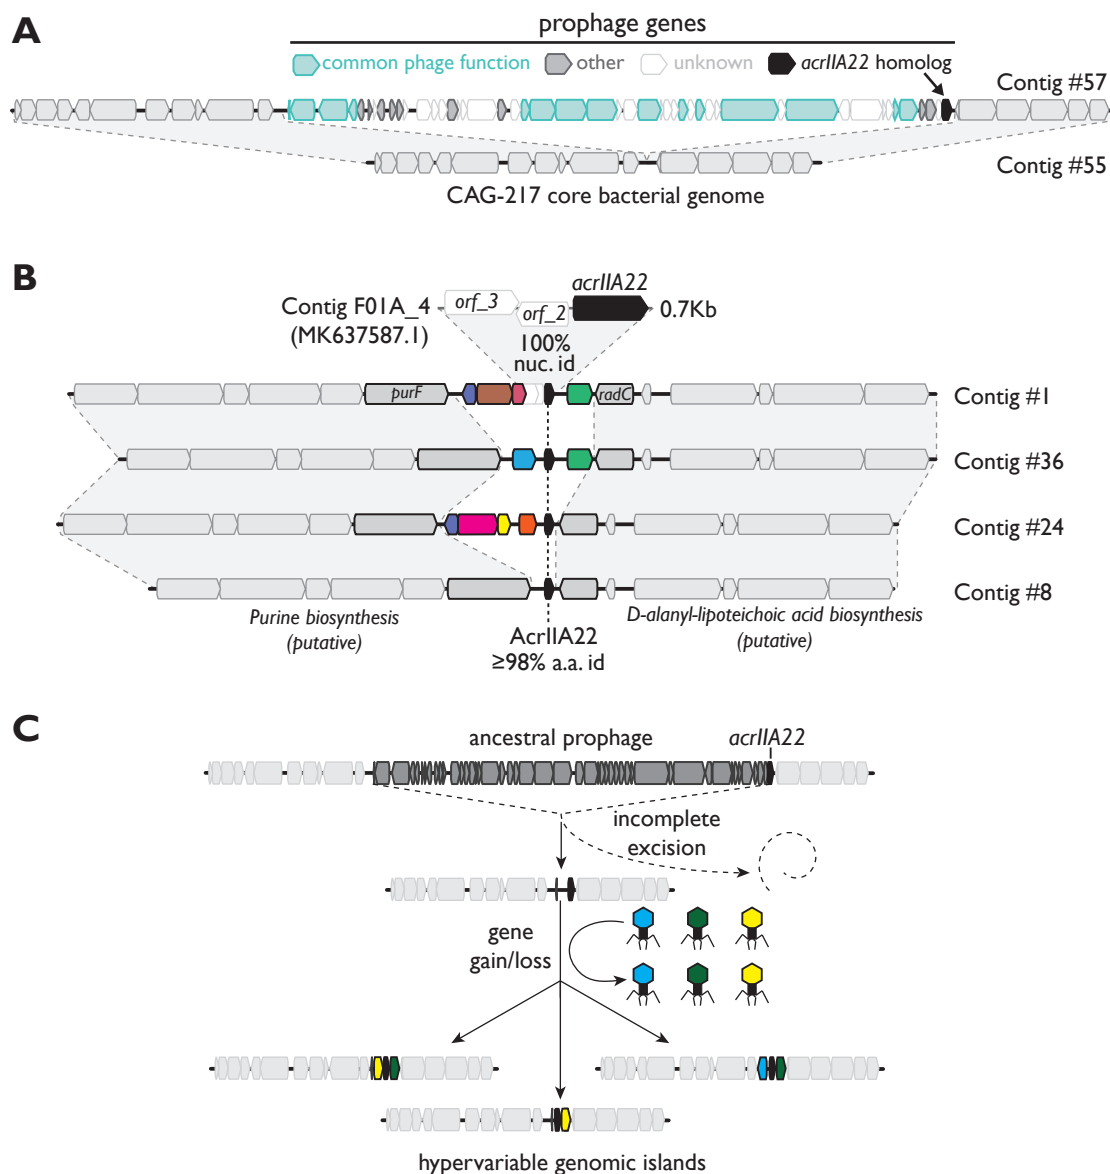 A
prophage genes
common phage function other unknown acrIIA22 homolog
Contig #57
Contig #55
CAG-217 core bacterial genome
B
acrIIA22
Contig F01A_4
(MK637587.1)
orf_3
orf_2
0.7Kb
100%
nuc. id
purF
radC
Contig #1
Contig #36
Contig #24
Contig #8
Purine biosynthesis
(putative)
D-alanyl-lipoteichoic acid biosynthesis
(putative)
AcrIIA22
≥98% a.a. id
C
ancestral prophage
acrIIA22
incomplete
excision
gene
gain/loss
hypervariable genomic islands